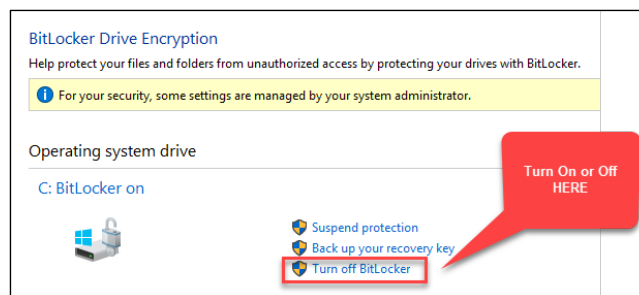 BitLocker Drive Encryption
Help protect your files and folders from unauthorized access by protecting your drives with BitLocker.
For your security, some settings are managed by your system administrator.
Operating system drive
C: BitLocker on
Turn On or Off
HERE
Suspend protection
Back up your recovery key
Turn off BitLocker